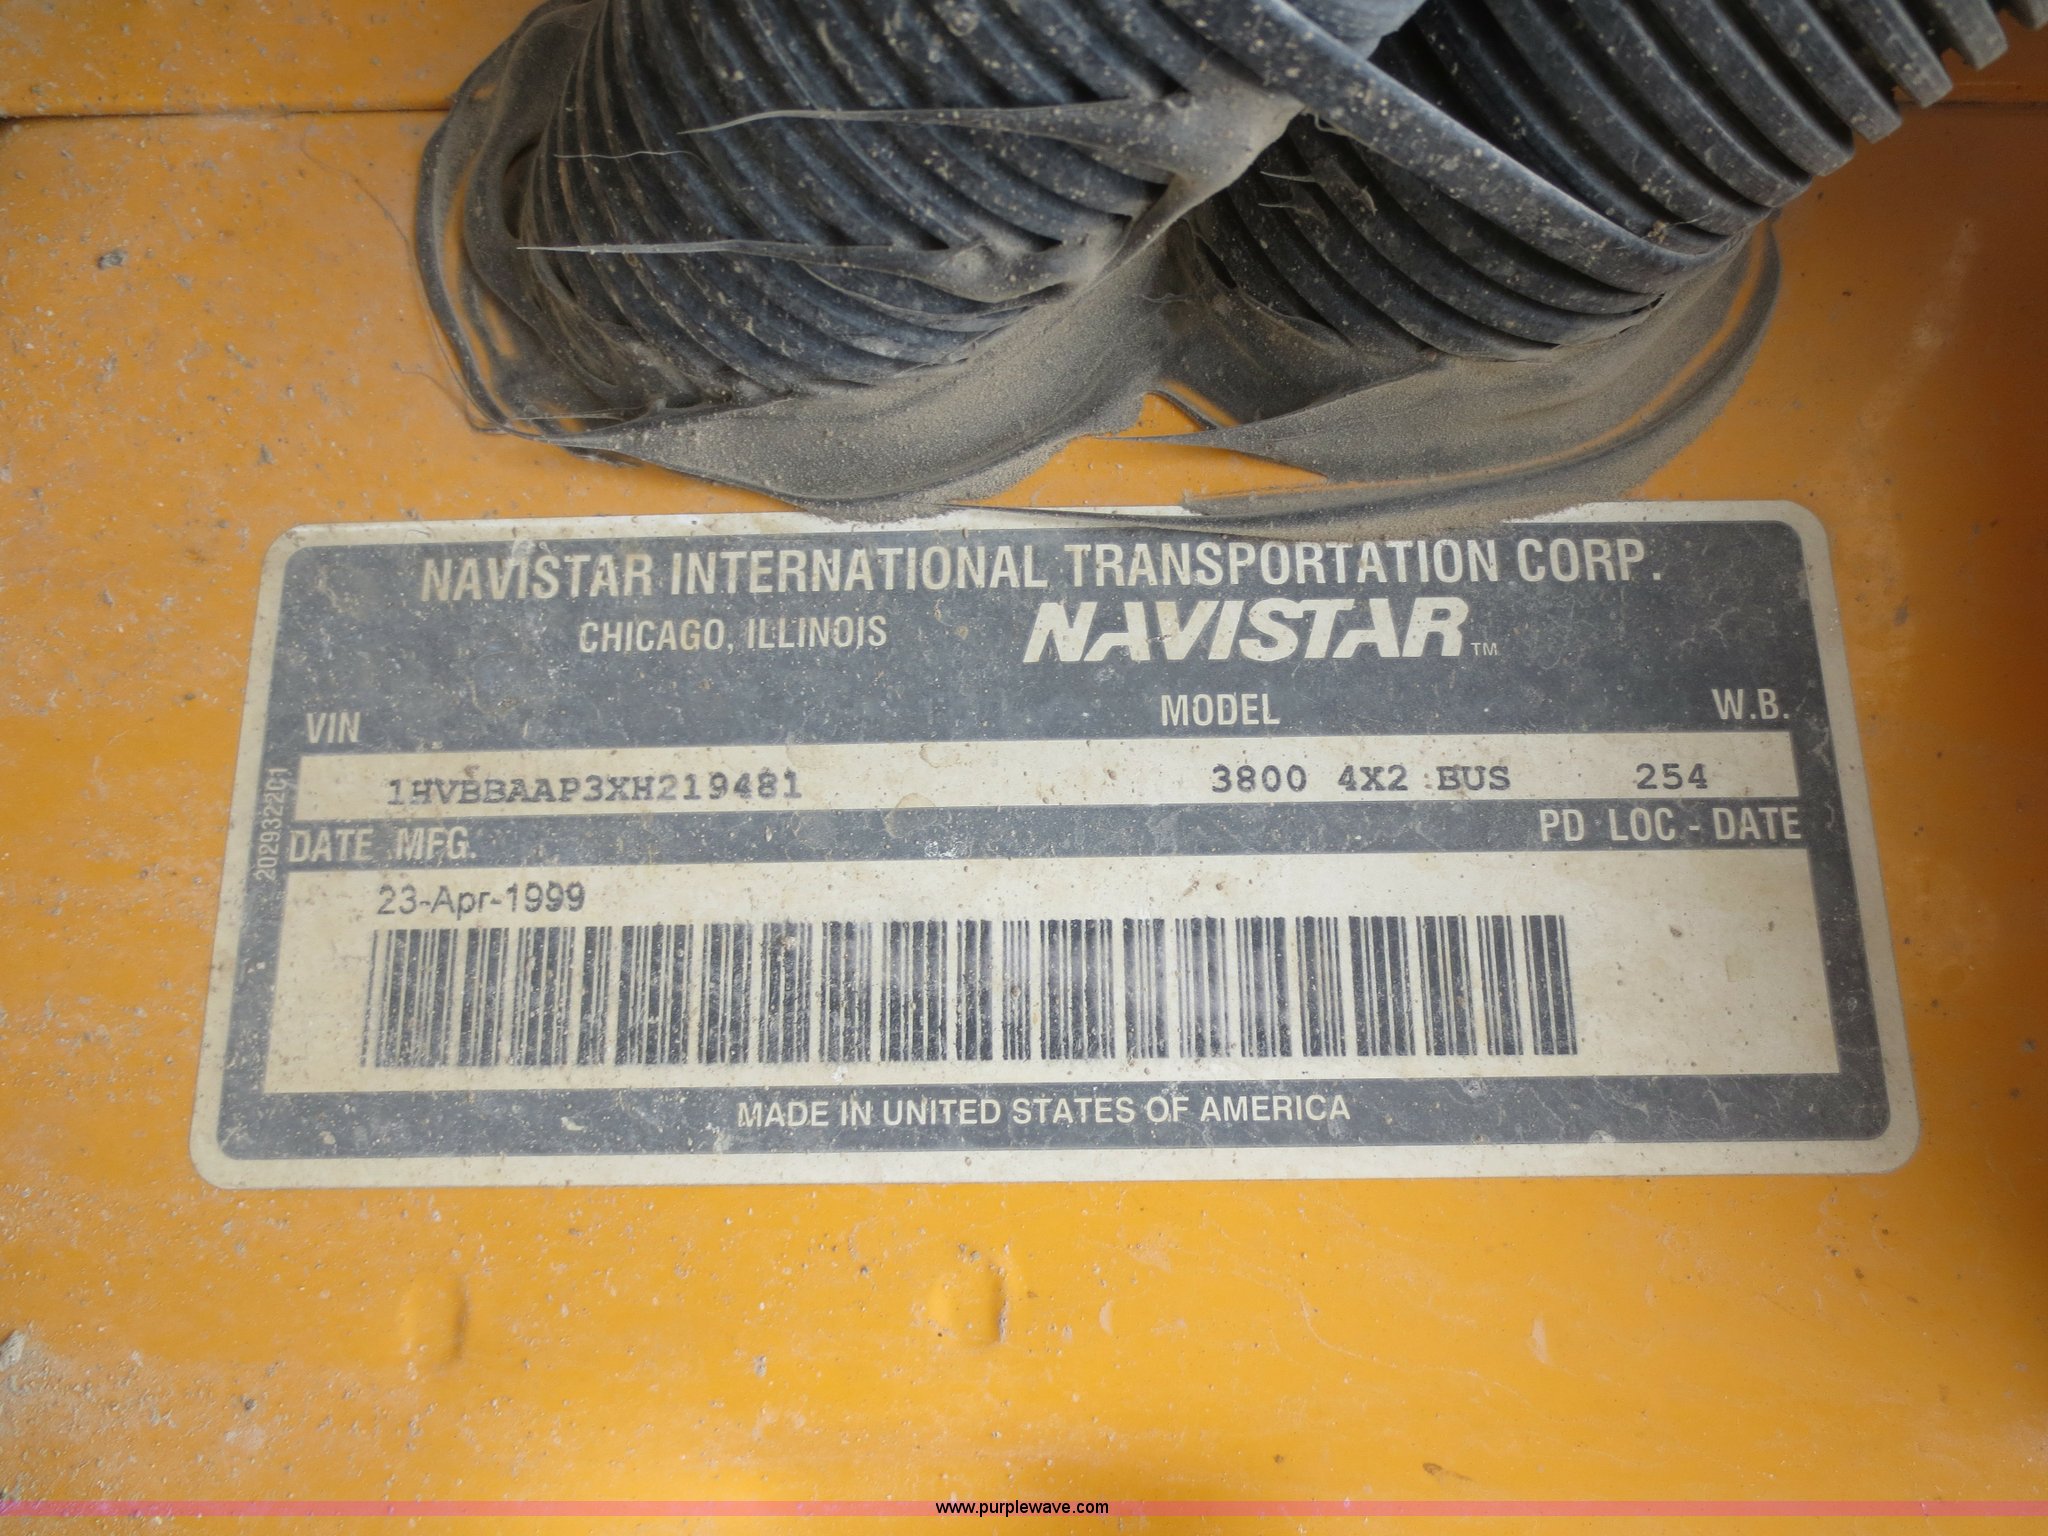 NAVISTAR INTERNATIONAL TRANSPORTATION CORP.
CHICAGO, ILLINOIS NAVISTAR™
VIN MODEL W.B.
1HVBBAAP3XH219481 3800 4X2 BUS 254
DATE MFG. PD LOC - DATE
23-Apr-1999
MADE IN UNITED STATES OF AMERICA
www.purplewave.com